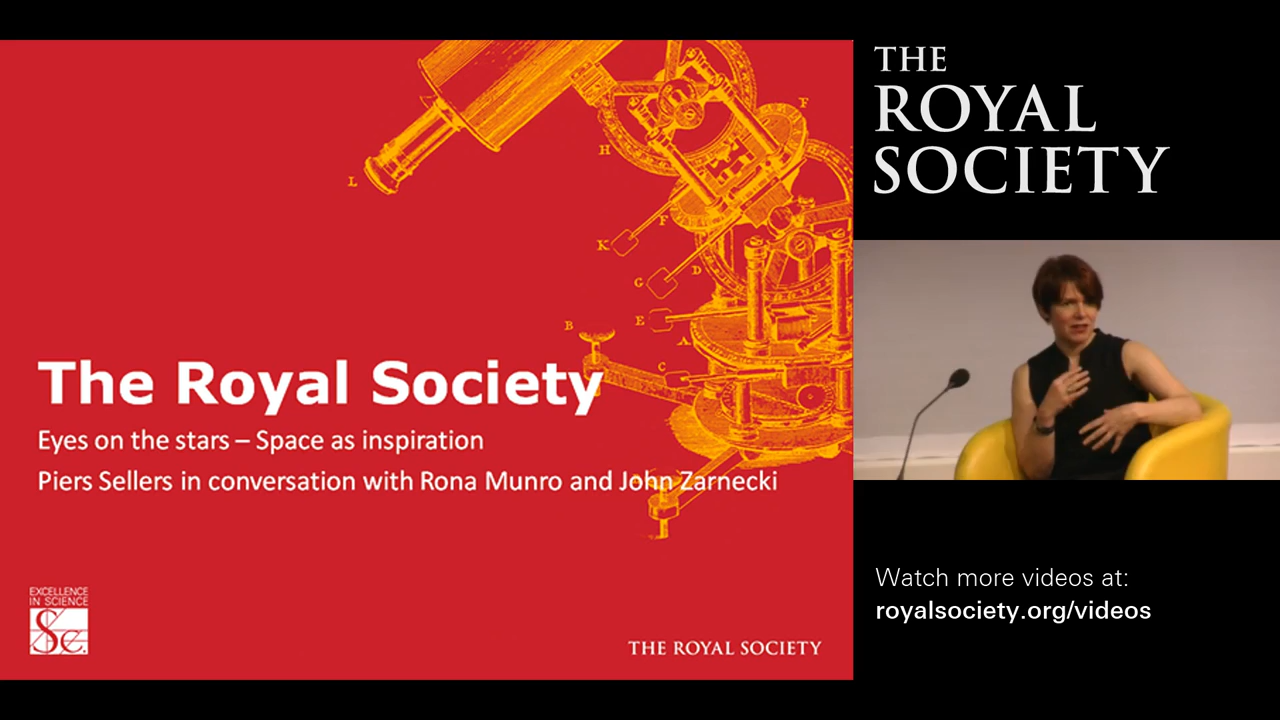 The Royal Society
Eyes on the stars – Space as inspiration
Piers Sellers in conversation with Rona Munro and John Zarnecki
L
H
F
K
F
G
D
E
B
A
C
EXCELLENCE
IN SCIENCE
THE ROYAL SOCIETY
THE
ROYAL
SOCIETY
Watch more videos at:
royalsociety.org/videos